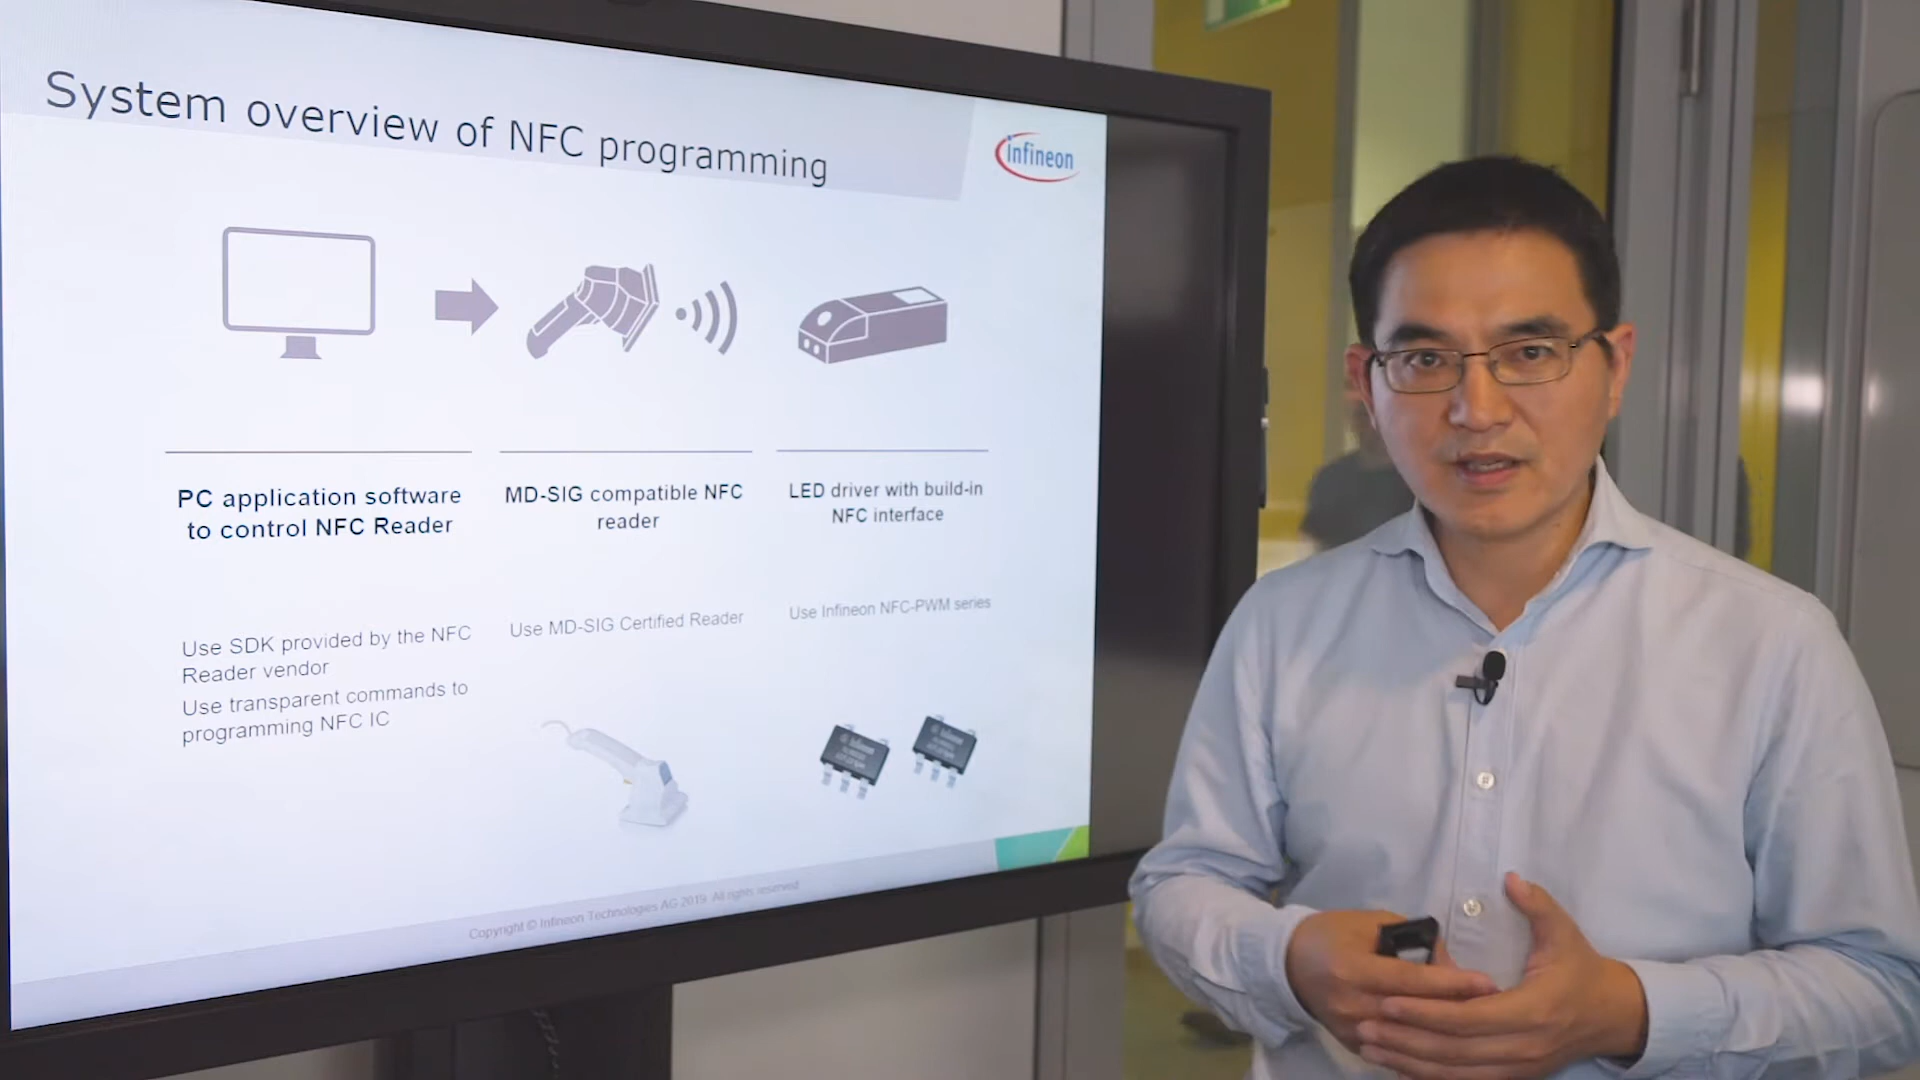 System overview of NFC programming
infineon
PC application software
to control NFC Reader
MD-SIG compatible NFC
reader
LED driver with build-in
NFC interface
Use SDK provided by the NFC
Reader vendor
Use transparent commands to
programming NFC IC
Use MD-SIG Certified Reader
Use Infineon NFC-PWM series
Infineon
Infineon
Copyright © Infineon Technologies AG 2019. All rights reserved.